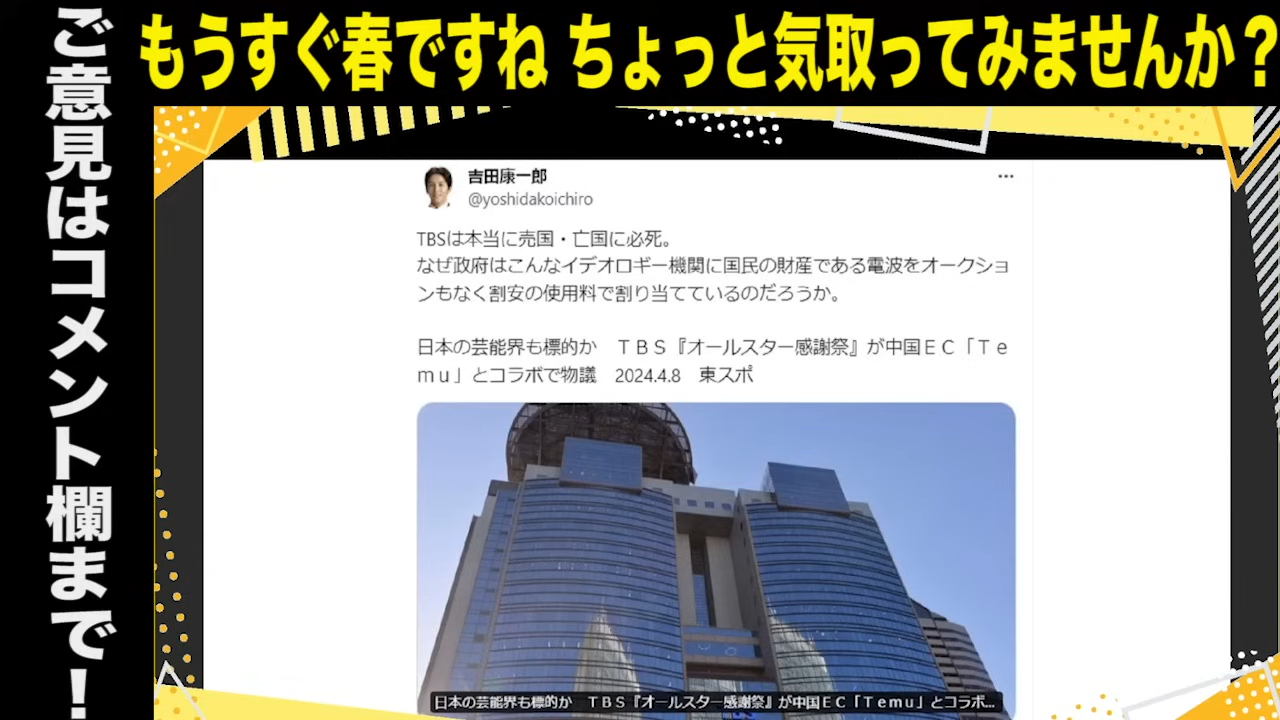 もうすぐ春ですね ちょっと気取ってみませんか？
ご意見はコメント欄まで！
吉田康一郎
@yoshidakoichiro
TBSは本当に売国・亡国に必死。
なぜ政府はこんなイデオロギー機関に国民の財産である電波をオークショ
ンもなく割安の使用料で割り当てているのだろうか。
日本の芸能界も標的か　ＴＢＳ『オールスター感謝祭』が中国ＥＣ「Ｔｅ
ｍｕ」とコラボで物議　2024.4.8　東スポ
日本の芸能界も標的か　ＴＢＳ『オールスター感謝祭』が中国ＥＣ「Ｔｅｍｕ」とコラボ...